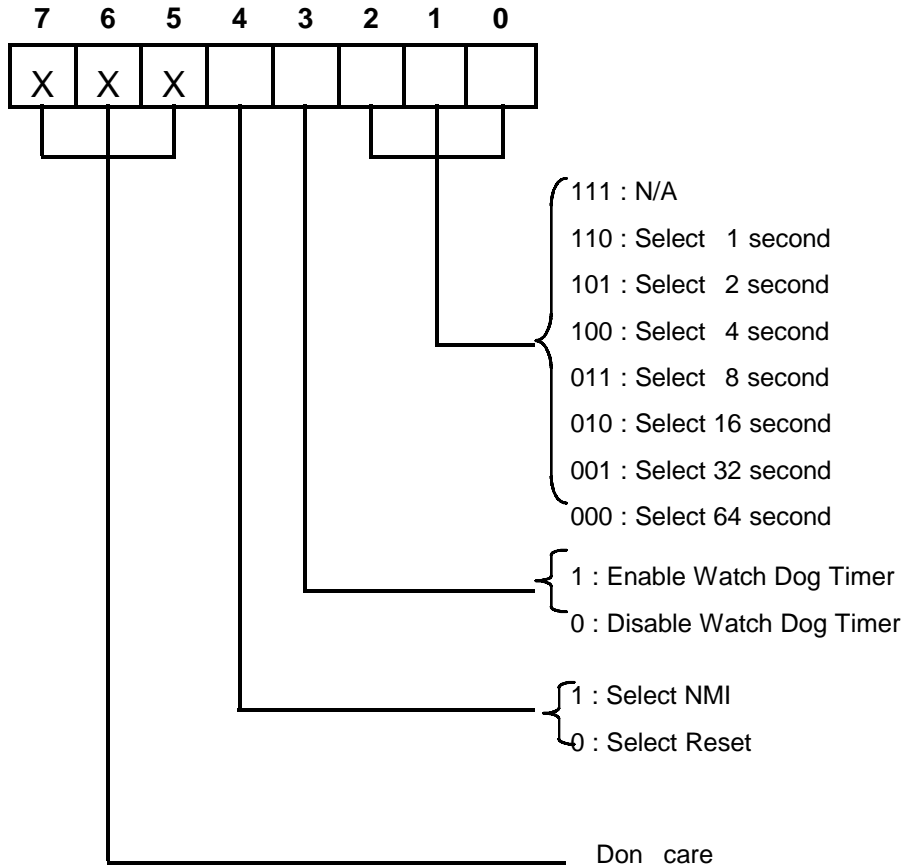 7 6 5 4 3 2 1 0
X X X
111 : N/A
110 : Select 1 second
101 : Select 2 second
100 : Select 4 second
011 : Select 8 second
010 : Select 16 second
001 : Select 32 second
000 : Select 64 second
1 : Enable Watch Dog Timer
0 : Disable Watch Dog Timer
1 : Select NMI
0 : Select Reset
Don care